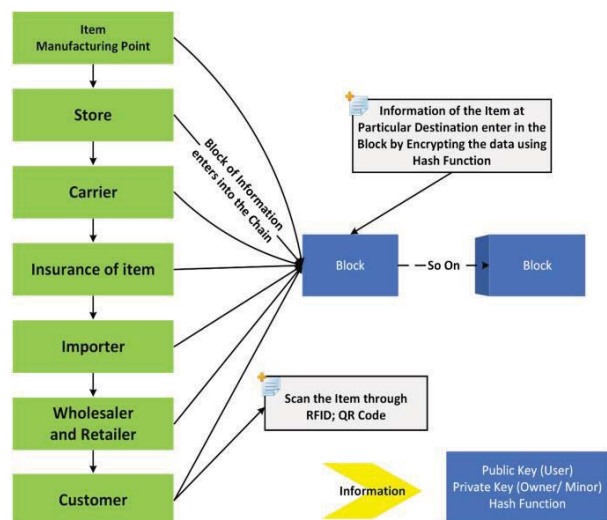 Item
Manufacturing Point
Store
Carrier
Insurance of item
Importer
Wholesaler
and Retailer
Customer
Block of Information
enters into the Chain
Information of the Item at
Particular Destination enter in the
Block by Encrypting the data using
Hash Function
Block
So On
Block
Scan the Item through
RFID; QR Code
Information
Public Key (User)
Private Key (Owner/ Minor)
Hash Function